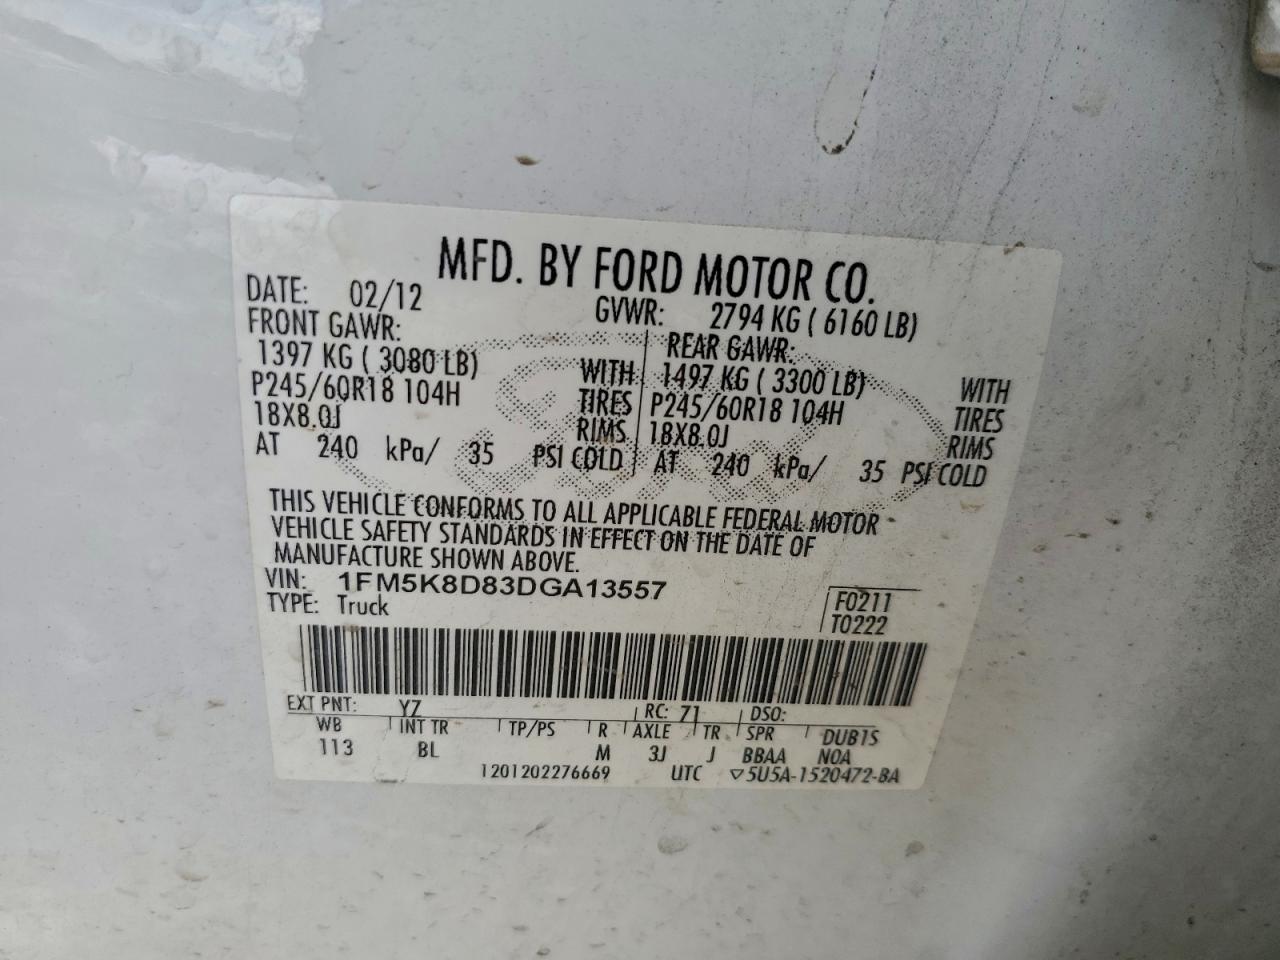 MFD. BY FORD MOTOR CO.
DATE: 02/12 GVWR: 2794 KG ( 6160 LB)
FRONT GAWR: REAR GAWR:
1397 KG ( 3080 LB) WITH 1497 KG ( 3300 LB) WITH
P245/60R18 104H TIRES P245/60R18 104H TIRES
18X8.0J RIMS 18X8.0J RIMS
AT 240 kPa/ 35 PSI COLD AT 240 kPa/ 35 PSI COLD
THIS VEHICLE CONFORMS TO ALL APPLICABLE FEDERAL MOTOR
VEHICLE SAFETY STANDARDS IN EFFECT ON THE DATE OF
MANUFACTURE SHOWN ABOVE.
VIN: 1FM5K8D83DGA13557
TYPE: Truck
F0211
T0222
EXT PNT: YZ RC: 71 DSO:
WB INT TR TP/PS R AXLE TR SPR DUB1S
113 BL M 3J J BBAA N0A
1201202276669 UTC ▽5U5A-1520472-BA